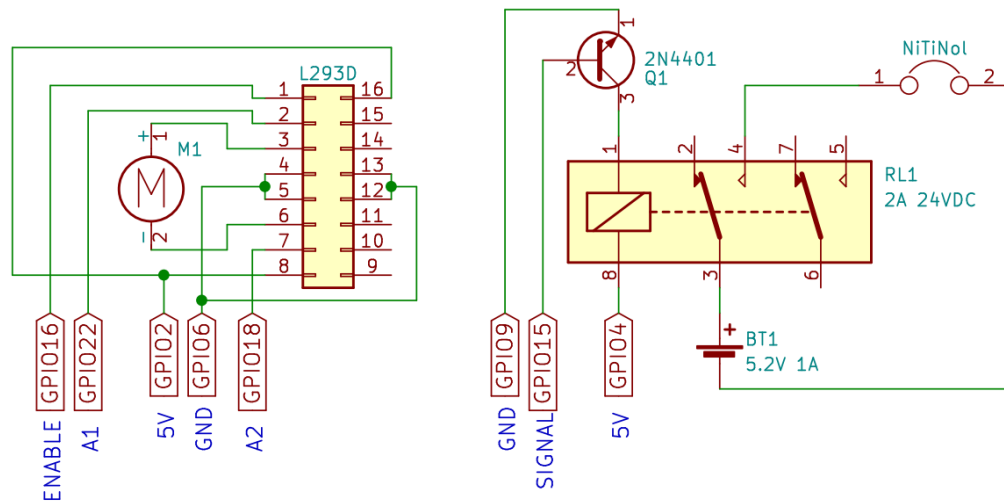 L293D
1
2
3
4
5
6
7
8
16
15
14
13
12
11
10
9
+
1
M1
M
-
2
GPIO16
GPIO22
GPIO2
GPIO6
GPIO18
ENABLE
A1
5V
GND
A2
1
2
3
2N4401
Q1
NiTiNol
1
2
1
2
4
7
5
RL1
2A 24VDC
8
3
6
+
BT1
5.2V 1A
GPIO9
GPIO15
GPIO4
GND
SIGNAL
5V